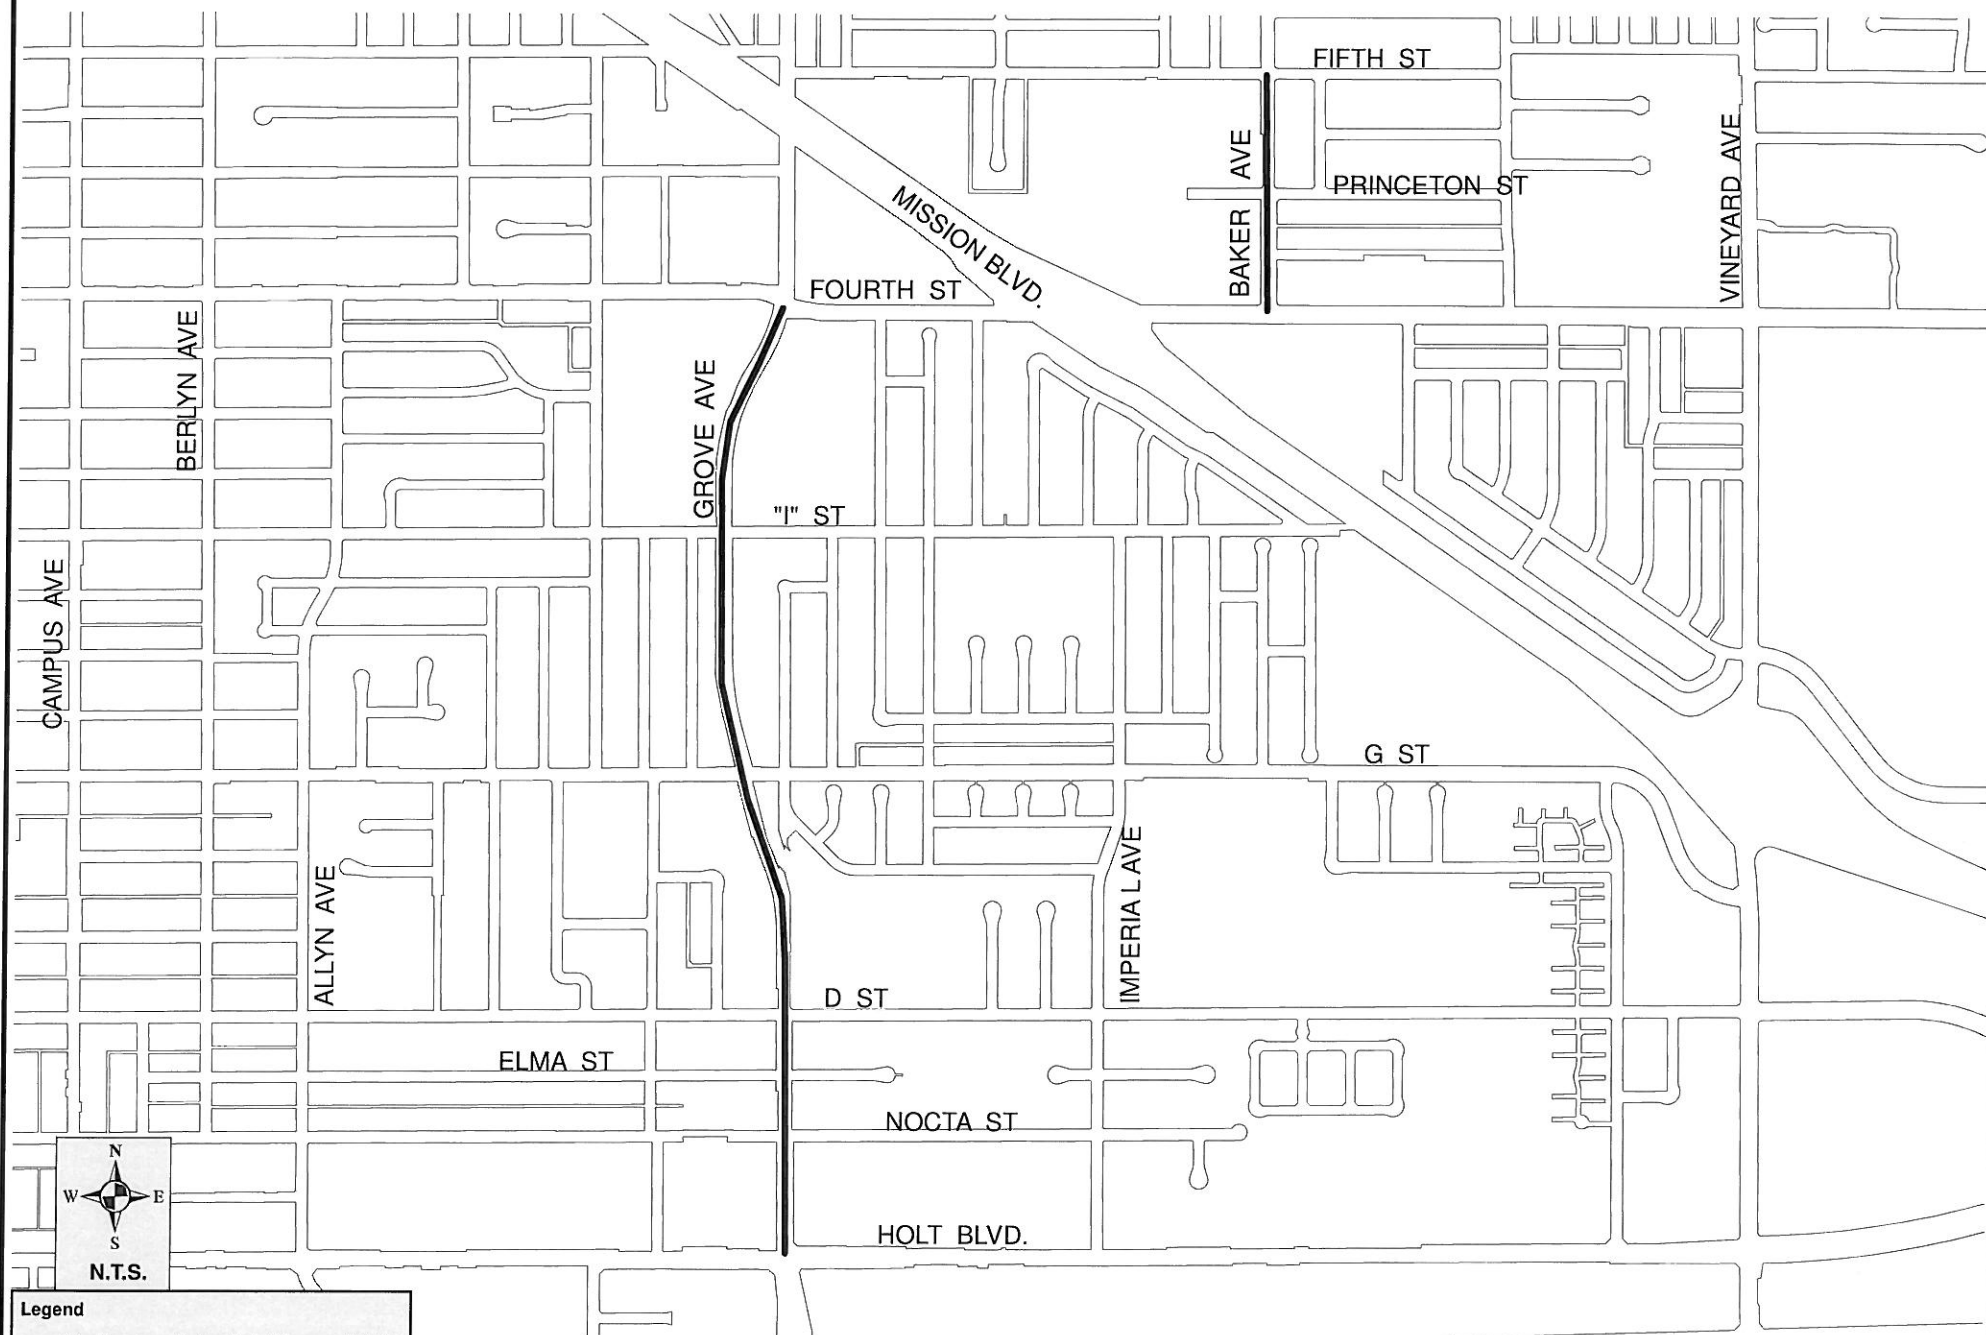 FIFTH ST
BAKER AVE
PRINCETON ST
VINEYARD AVE
MISSION BLVD.
FOURTH ST
BERLYN AVE
GROVE AVE
"I" ST
CAMPUS AVE
G ST
ALLYN AVE
IMPERIAL AVE
D ST
ELMA ST
NOCTA ST
HOLT BLVD.
N
W E
S
N.T.S.
Legend